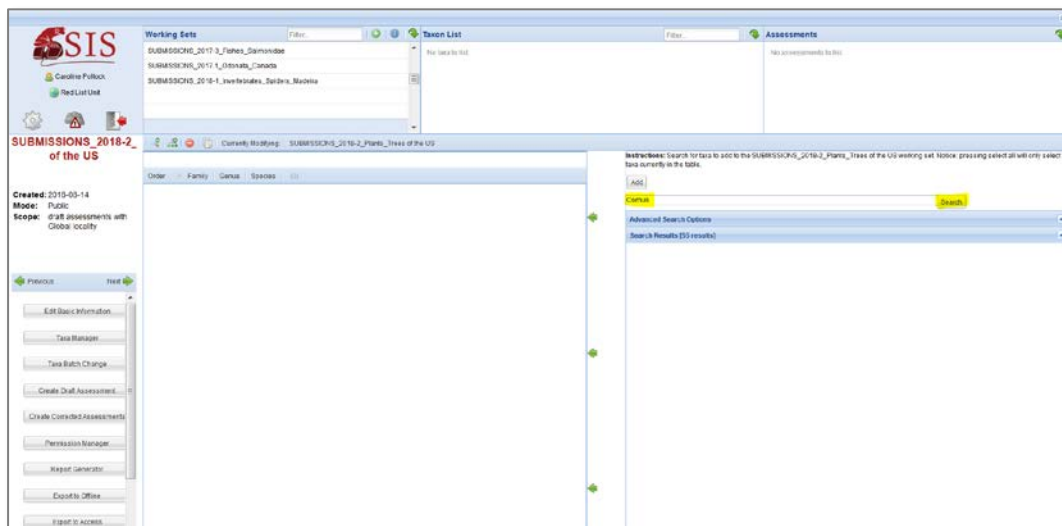 SIS
Caroline Pollock
Red List Unit
Working Sets
Filter...
SUBMISSIONS_2017-3_Fishes_Salmonidae
SUBMISSIONS_2017-1_Odonata_Canada
SUBMISSIONS_2018-1_Invertebrates_Spiders_Madeira
Taxon List
Filter...
No taxa to list.
Assessments
No assessments to list.
SUBMISSIONS_2018-2_
of the US
Created: 2018-05-14
Mode: Public
Scope: draft assessments with
Global locality
Previous
Next
Edit Basic Information
Taxa Manager
Taxa Batch Change
Create Draft Assessment
Create Corrected Assessments
Permission Manager
Report Generator
Export to Offline
Export to Access
Currently Modifying: SUBMISSIONS_2018-2_Plants_Trees of the US
Order
Family
Genus
Species
Instructions: Search for taxa to add to the SUBMISSIONS_2018-2_Plants_Trees of the US working set. Notice: pressing select all will only select
taxa currently in the table.
Add
Cornus
Search
Advanced Search Options
Search Results [55 results]